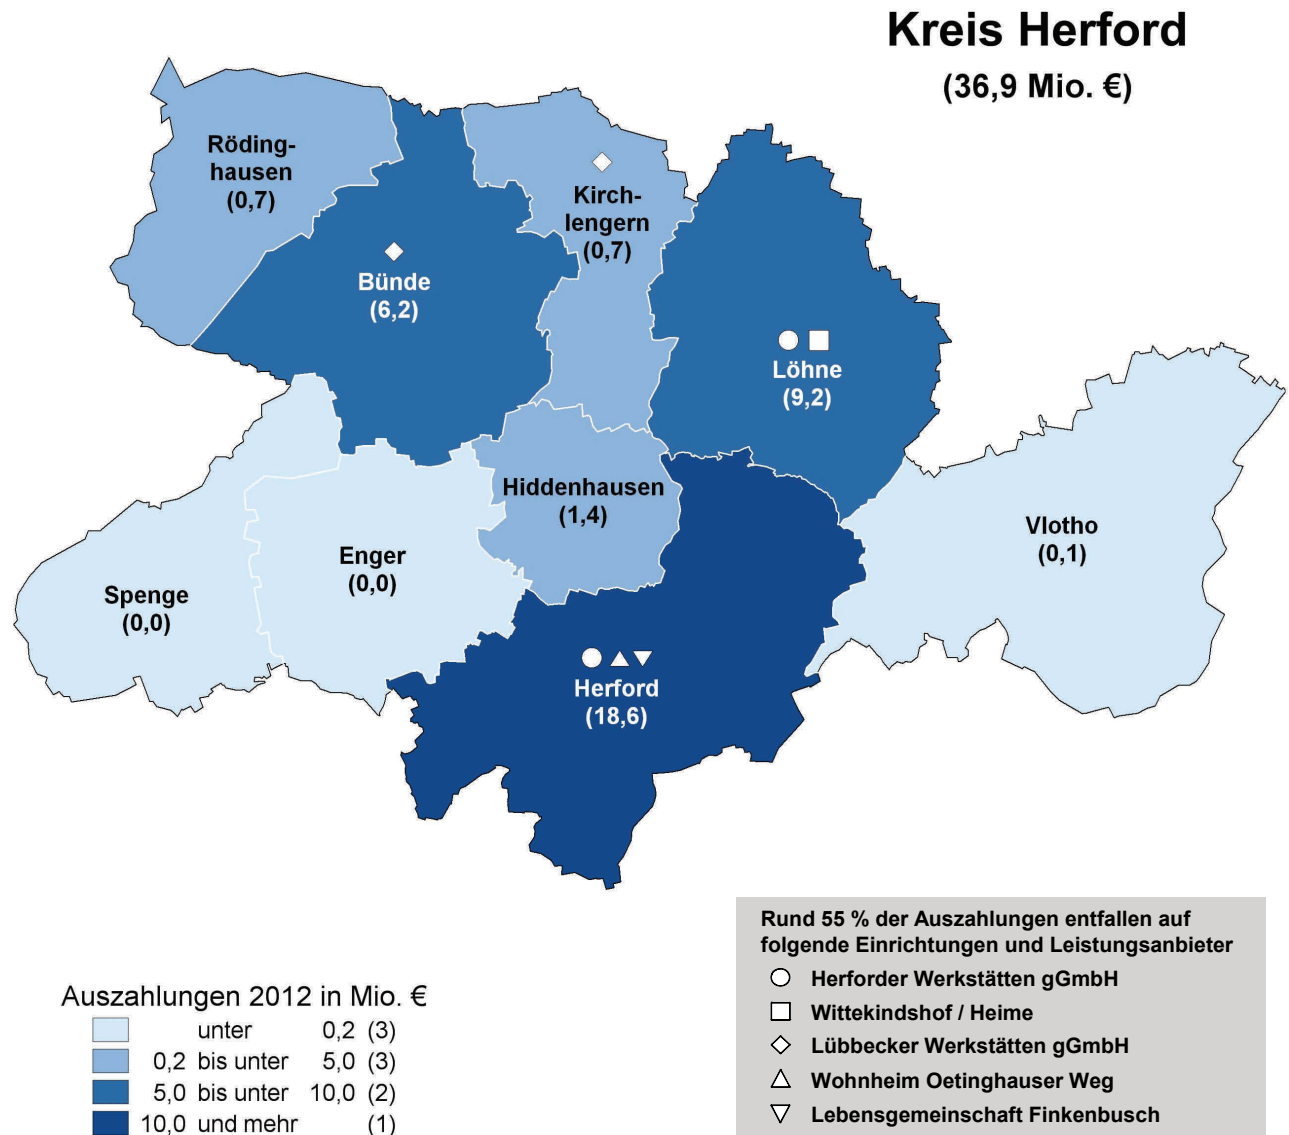 Kreis Herford
(36,9 Mio. €)
Röding-
hausen
(0,7)
Kirch-
lengern
(0,7)
Bünde
(6,2)
Löhne
(9,2)
Hiddenhausen
(1,4)
Vlotho
(0,1)
Enger
(0,0)
Spenge
(0,0)
Herford
(18,6)
Auszahlungen 2012 in Mio. €
unter 0,2 (3)
0,2 bis unter 5,0 (3)
5,0 bis unter 10,0 (2)
10,0 und mehr (1)
Rund 55 % der Auszahlungen entfallen auf
folgende Einrichtungen und Leistungsanbieter
Herforder Werkstätten gGmbH
Wittekindshof / Heime
Lübbecker Werkstätten gGmbH
Wohnheim Oetinghauser Weg
Lebensgemeinschaft Finkenbusch